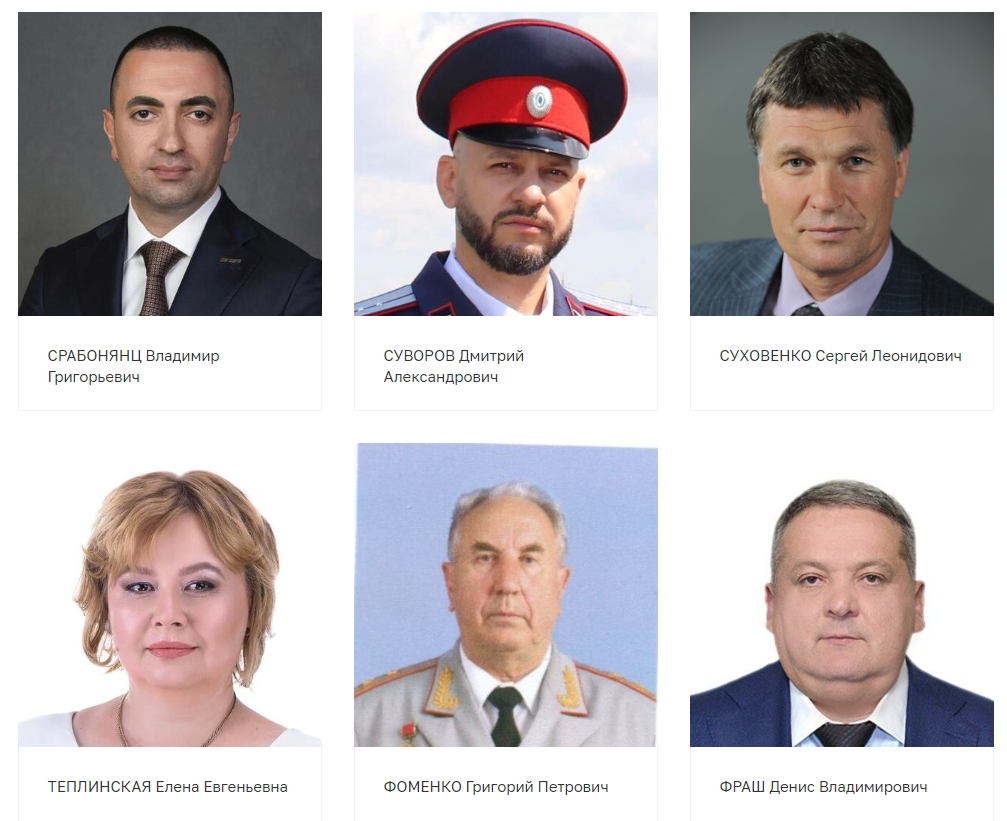 СРАБОНЯНЦ Владимир
Григорьевич
СУВОРОВ Дмитрий
Александрович
СУХОВЕНКО Сергей Леонидович
ТЕПЛИНСКАЯ Елена Евгеньевна
ФОМЕНКО Григорий Петрович
ФРАШ Денис Владимирович